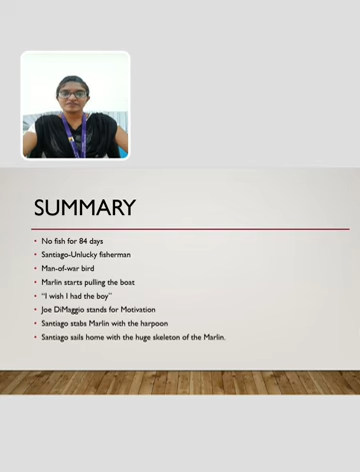 SUMMARY
• No fish for 84 days
• Santiago-Unlucky fisherman
• Man-of-war bird
• Marlin starts pulling the boat
• "I wish I had the boy"
• Joe DiMaggio stands for Motivation
• Santiago stabs Marlin with the harpoon
• Santiago sails home with the huge skeleton of the Marlin.